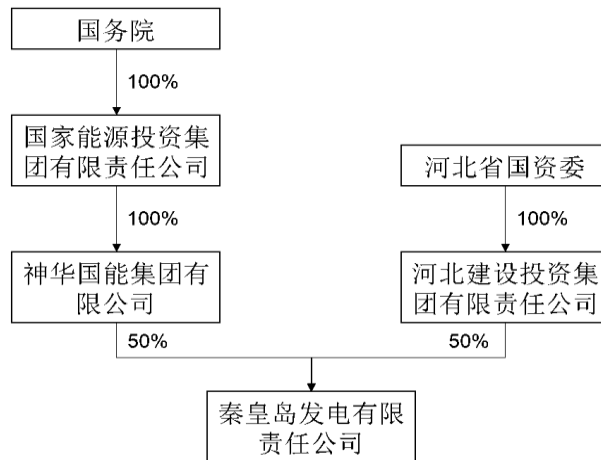 国务院
100%
国家能源投资集
团有限责任公司
河北省国资委
100%
100%
神华国能集团有
限公司
河北建设投资集
团有限责任公司
50%
50%
秦皇岛发电有限
责任公司